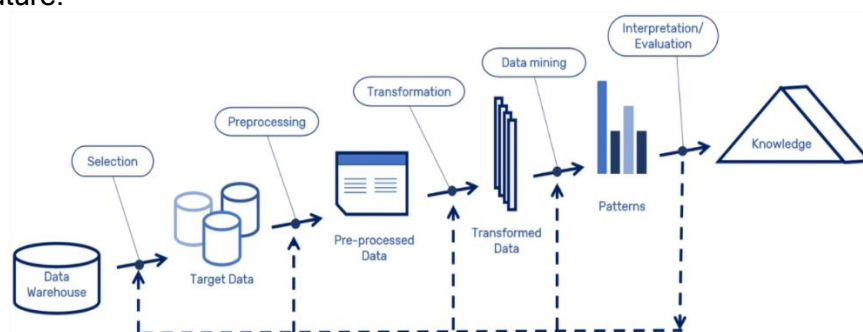 Interpretation/
Evaluation
Data mining
Transformation
Preprocessing
Selection
Knowledge
Patterns
Transformed
Data
Pre-processed
Data
Target Data
Data
Warehouse